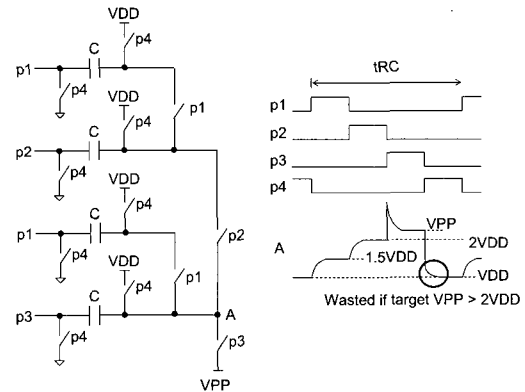 VDD
p4
C
p1
p4
p1
VDD
p4
C
p2
p4
VDD
p2
p4
C
p1
p4
p1
VDD
p4
C
p3
A
p4
p3
VPP
tRC
p1
p2
p3
p4
VPP
A
2VDD
1.5VDD
VDD
Wasted if target VPP > 2VDD